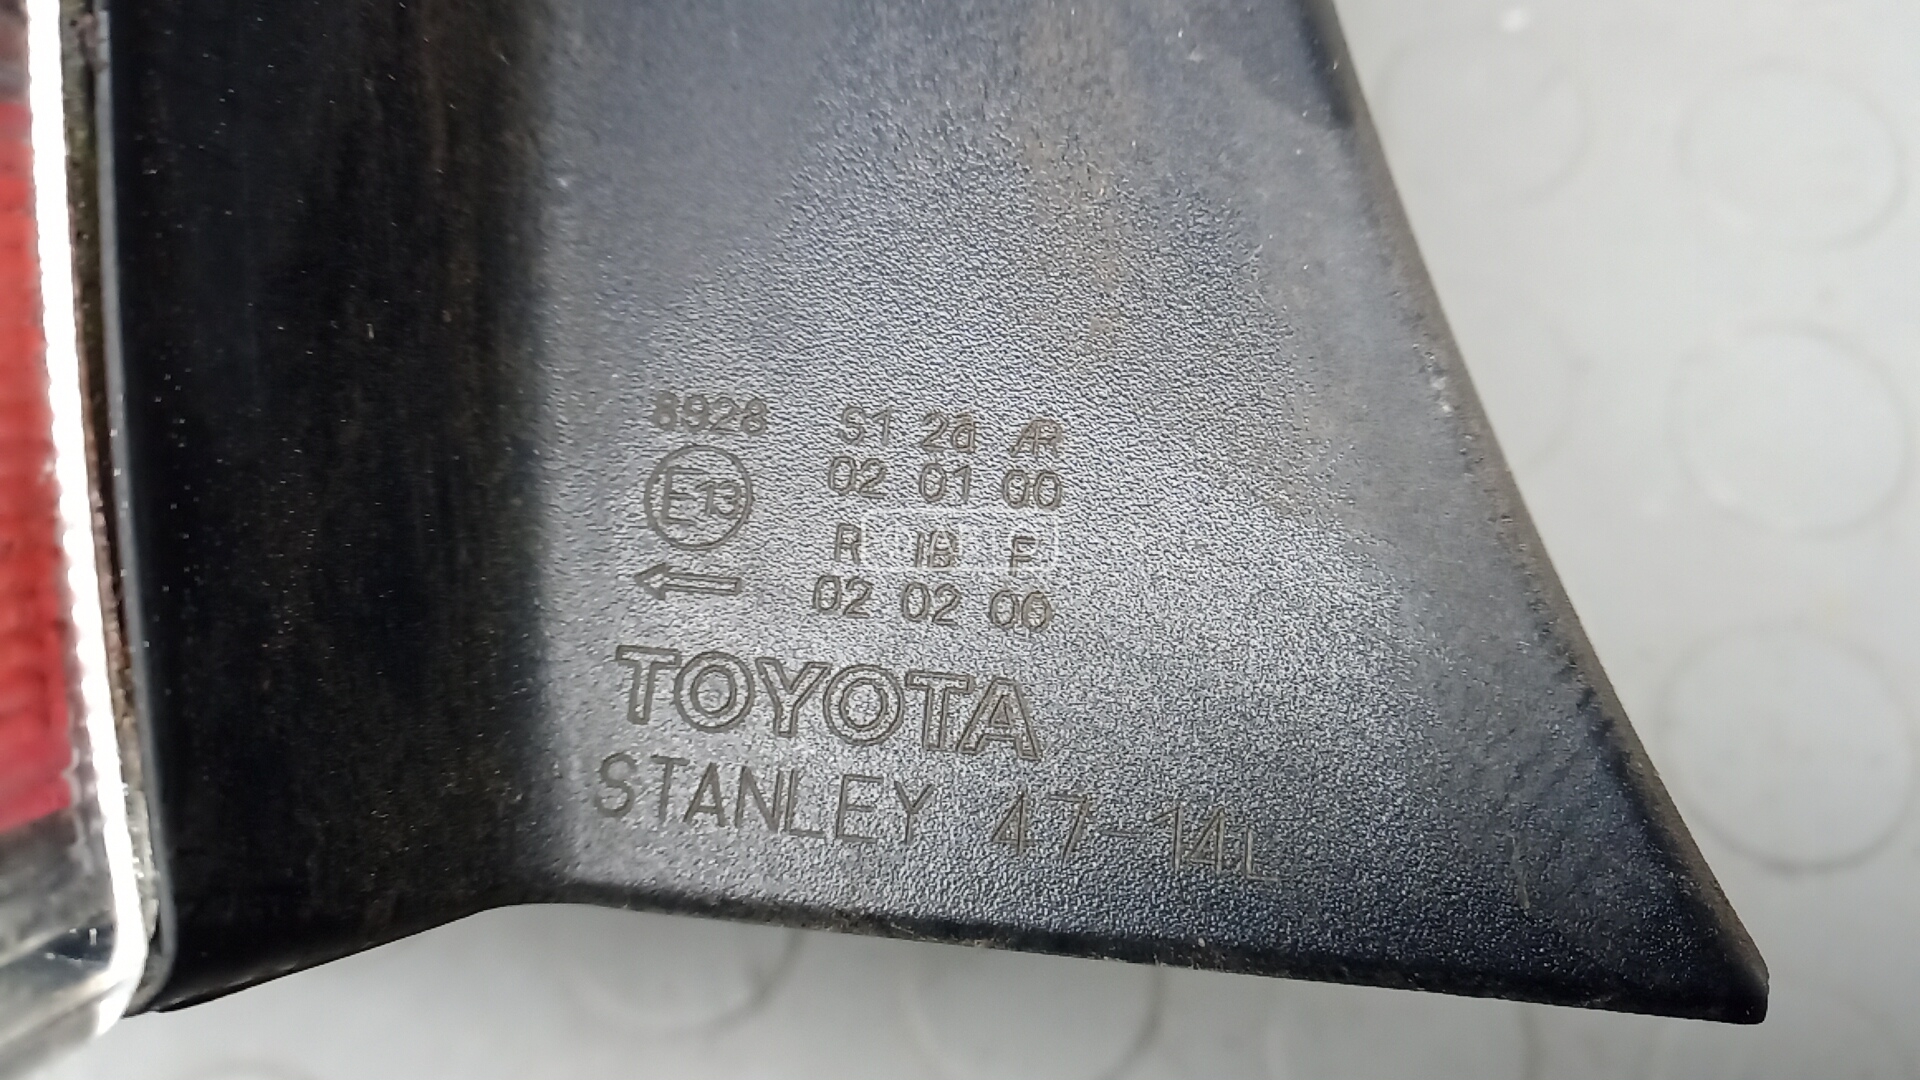 8928 S1 2a AR
E13 02 01 00
R IB F
02 02 00
TOYOTA
STANLEY 47-14L